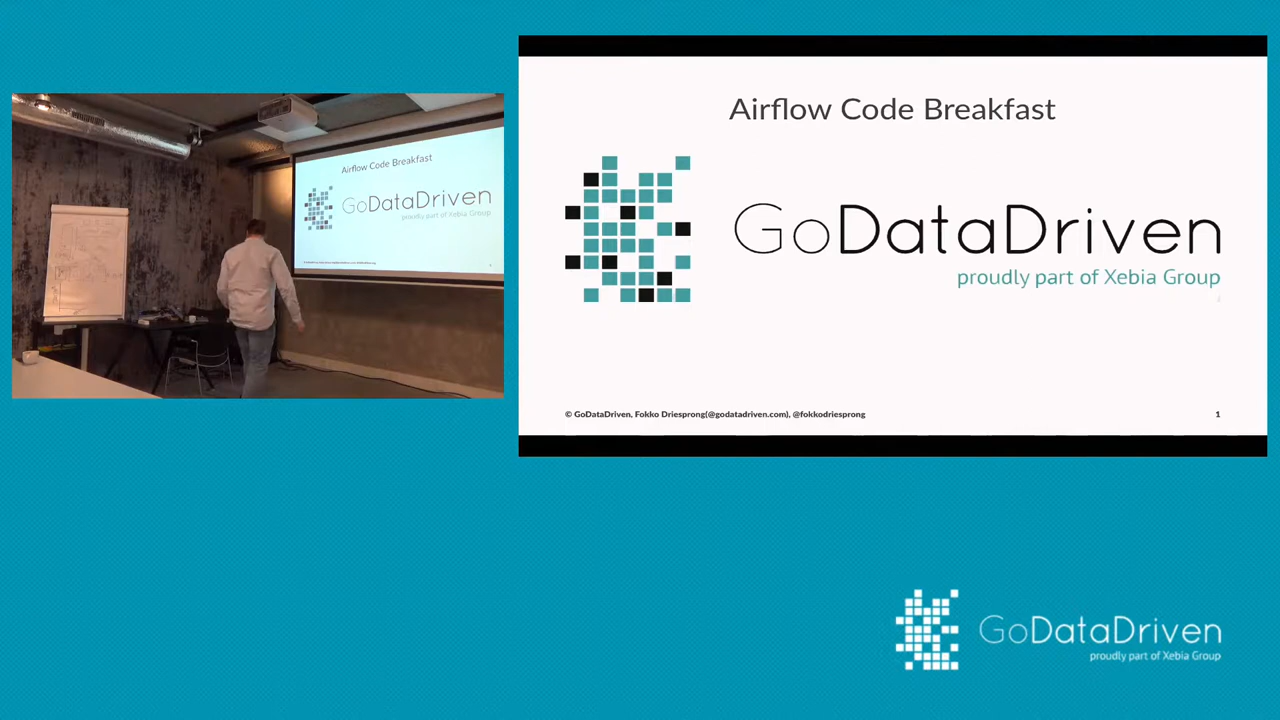 Airflow Code Breakfast
GoDataDriven
proudly part of Xebia Group
Airflow Code Breakfast
GoDataDriven
proudly part of Xebia Group
© GoDataDriven, Fokko Driesprong(@godatadriven.com), @fokkodriesprong
1
GoDataDriven
proudly part of Xebia Group